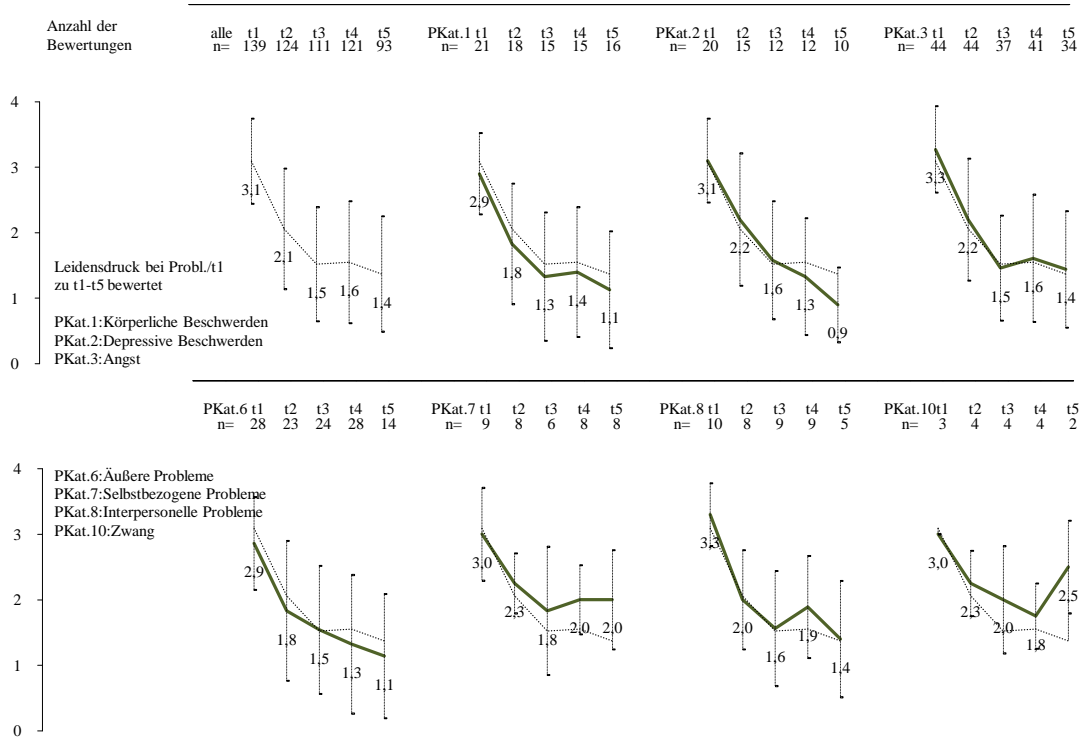 Anzahl der
Bewertungen
alle t1 t2 t3 t4 t5
n= 139 124 111 121 93
PKat.1 t1 t2 t3 t4 t5
n= 21 18 15 15 16
PKat.2 t1 t2 t3 t4 t5
n= 20 15 12 12 10
PKat.3 t1 t2 t3 t4 t5
n= 44 44 37 41 34
4
3
2
1
0
3,1 2,1 1,5 1,6 1,4
2,9 1,8 1,3 1,4 1,1
3,1 2,2 1,6 1,3 0,9
3,3 2,2 1,5 1,6 1,4
Leidensdruck bei Probl./t1
zu t1-t5 bewertet
PKat.1:Körperliche Beschwerden
PKat.2:Depressive Beschwerden
PKat.3:Angst
PKat.6 t1 t2 t3 t4 t5
n= 28 23 24 28 14
PKat.7 t1 t2 t3 t4 t5
n= 9 8 6 8 8
PKat.8 t1 t2 t3 t4 t5
n= 10 8 9 9 5
PKat.10t1 t2 t3 t4 t5
n= 3 4 4 4 2
4
3
2
1
0
PKat.6:Äußere Probleme
PKat.7:Selbstbezogene Probleme
PKat.8:Interpersonelle Probleme
PKat.10:Zwang
2,9 1,8 1,5 1,3 1,1
3,0 2,3 1,8 2,0 2,0
3,3 2,0 1,6 1,9 1,4
3,0 2,3 2,0 1,8 2,5